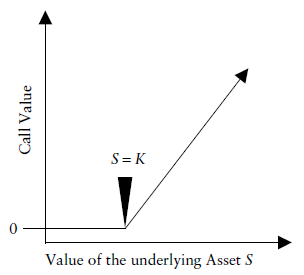 Call Value
S = K
0
Value of the underlying Asset S